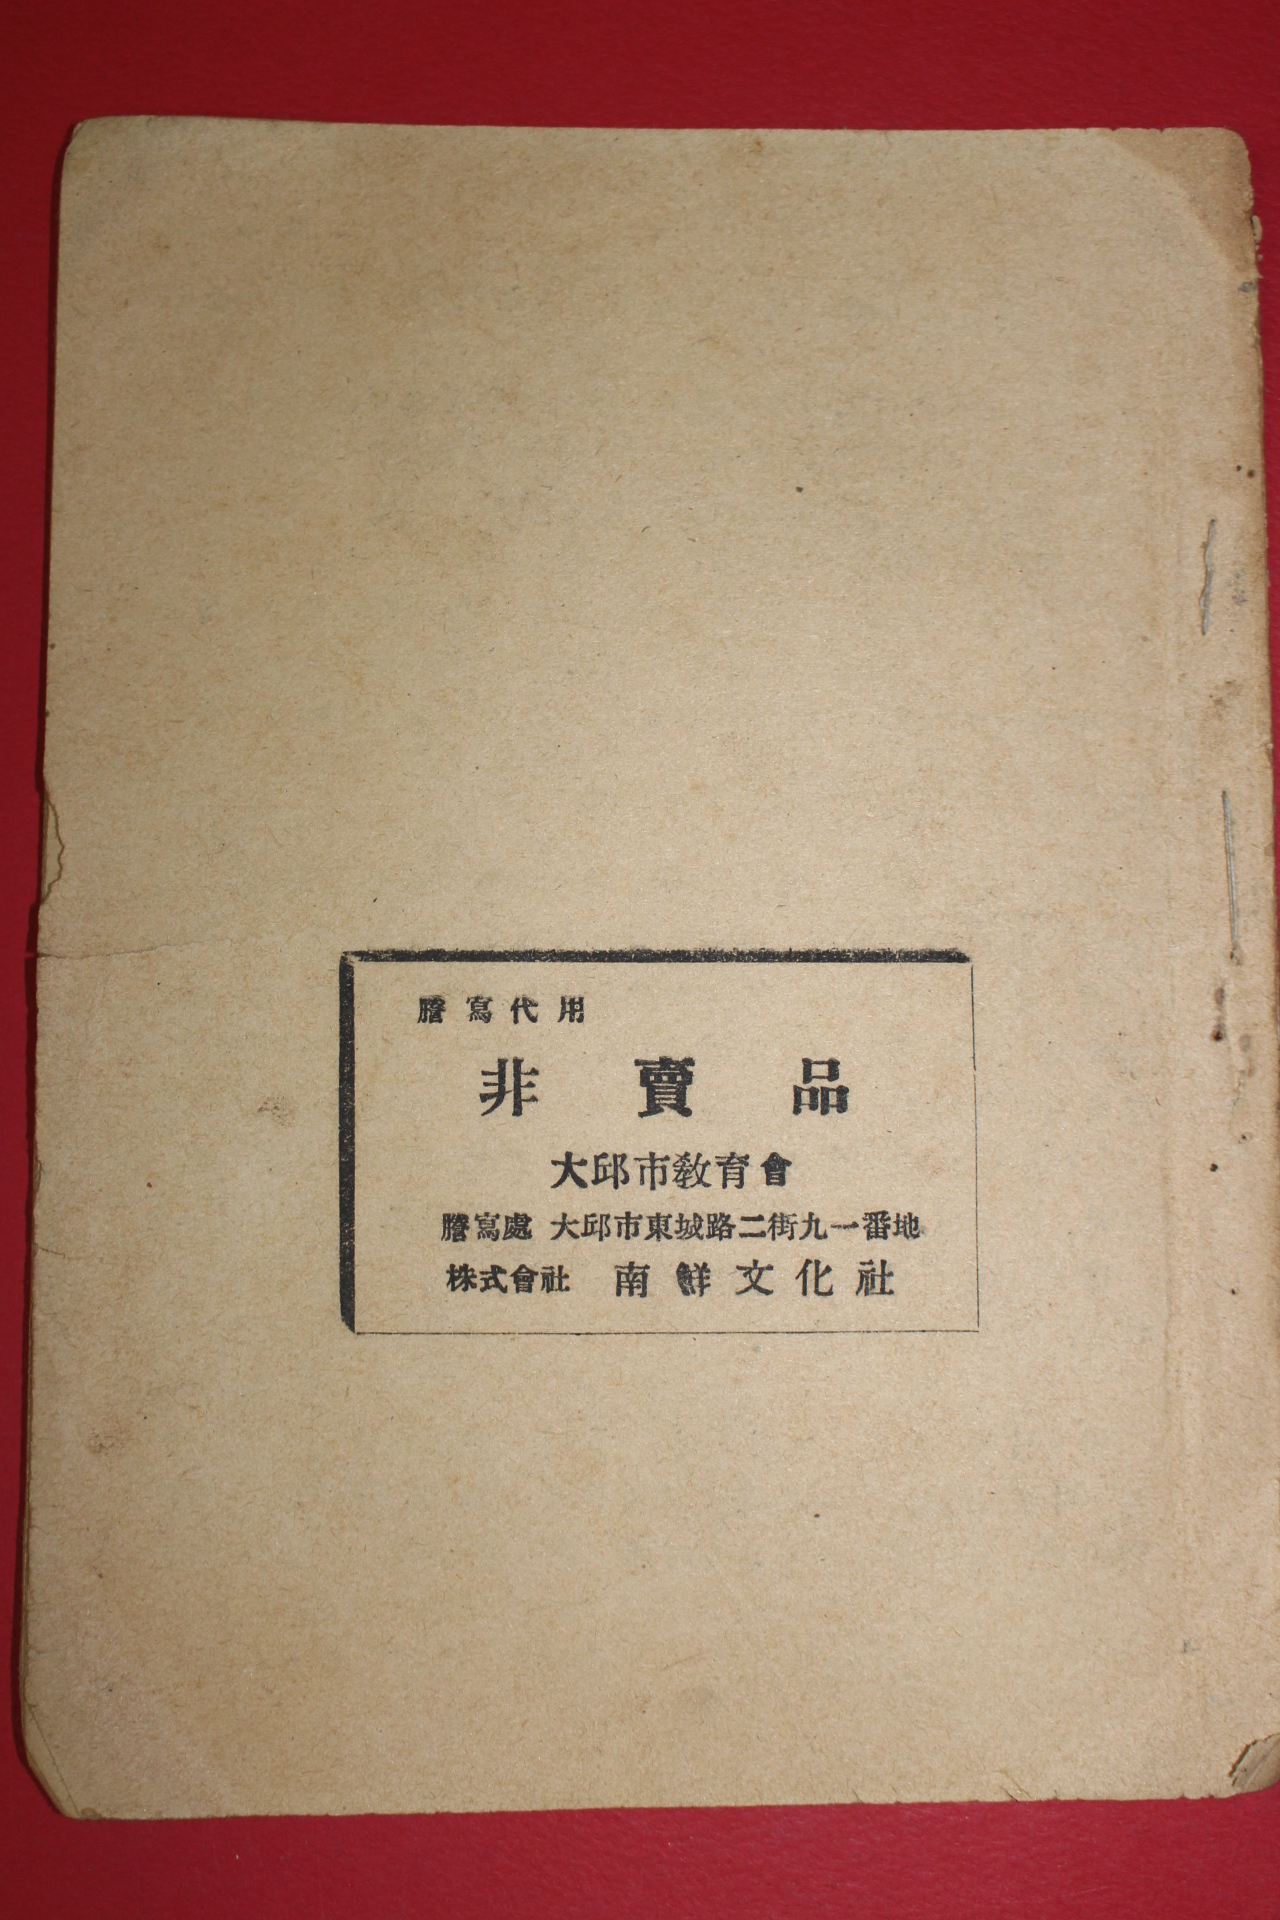 謄寫代用
非賣品
大邱市敎育會
謄寫處 大邱市東城路二街九一番地
株式會社 南鮮文化社